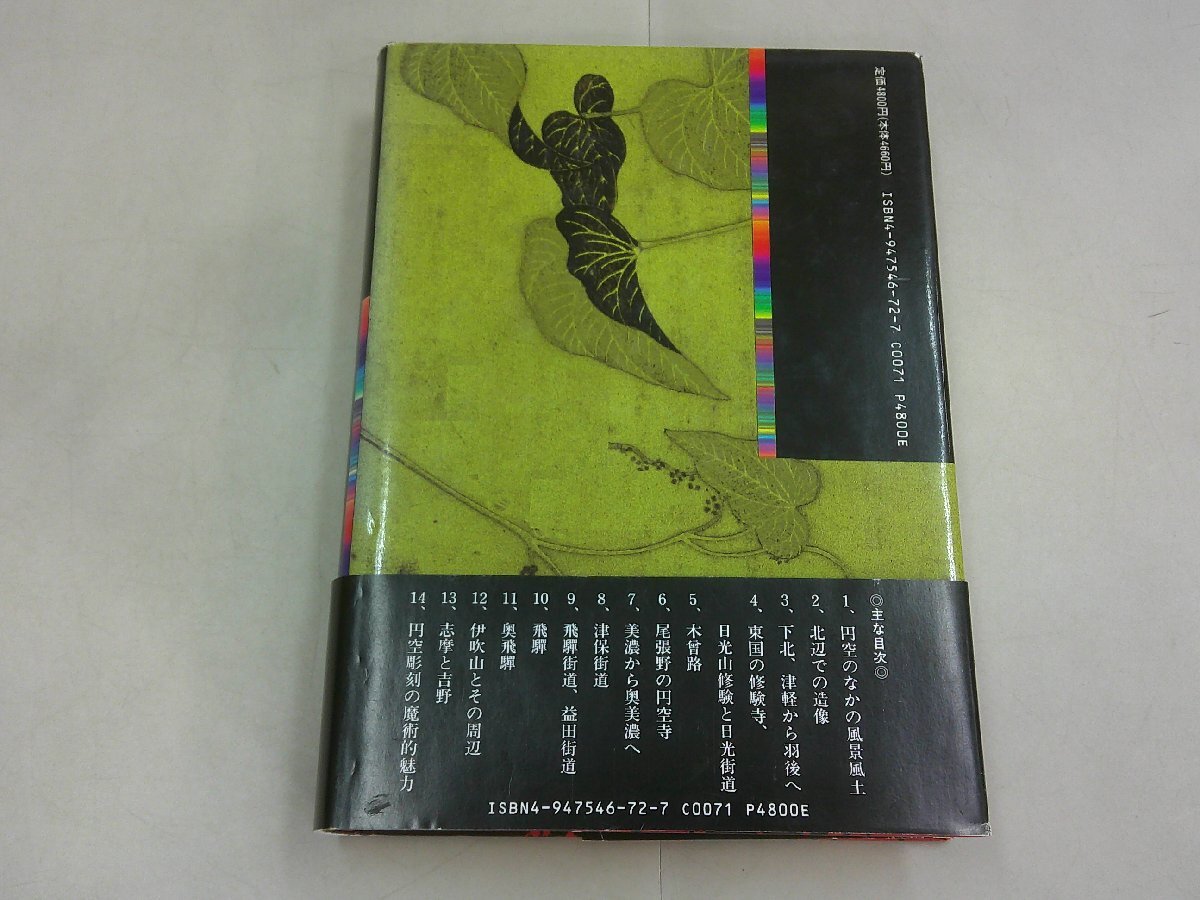 定価4800円(本体4660円)
ISBN4-947546-72-7 C0071 P4800E
◎主な目次◎
1、円空のなかの風景風土
2、北辺での造像
3、下北、津軽から羽後へ
4、東国の修験寺、
日光山修験と日光街道
5、木曾路
6、尾張野の円空寺
7、美濃から奥美濃へ
8、津保街道
9、飛驒街道、益田街道
10、飛驒
11、奥飛驒
12、伊吹山とその周辺
13、志摩と吉野
14、円空彫刻の魔術的魅力
ISBN4-947546-72-7 C0071 P4800E